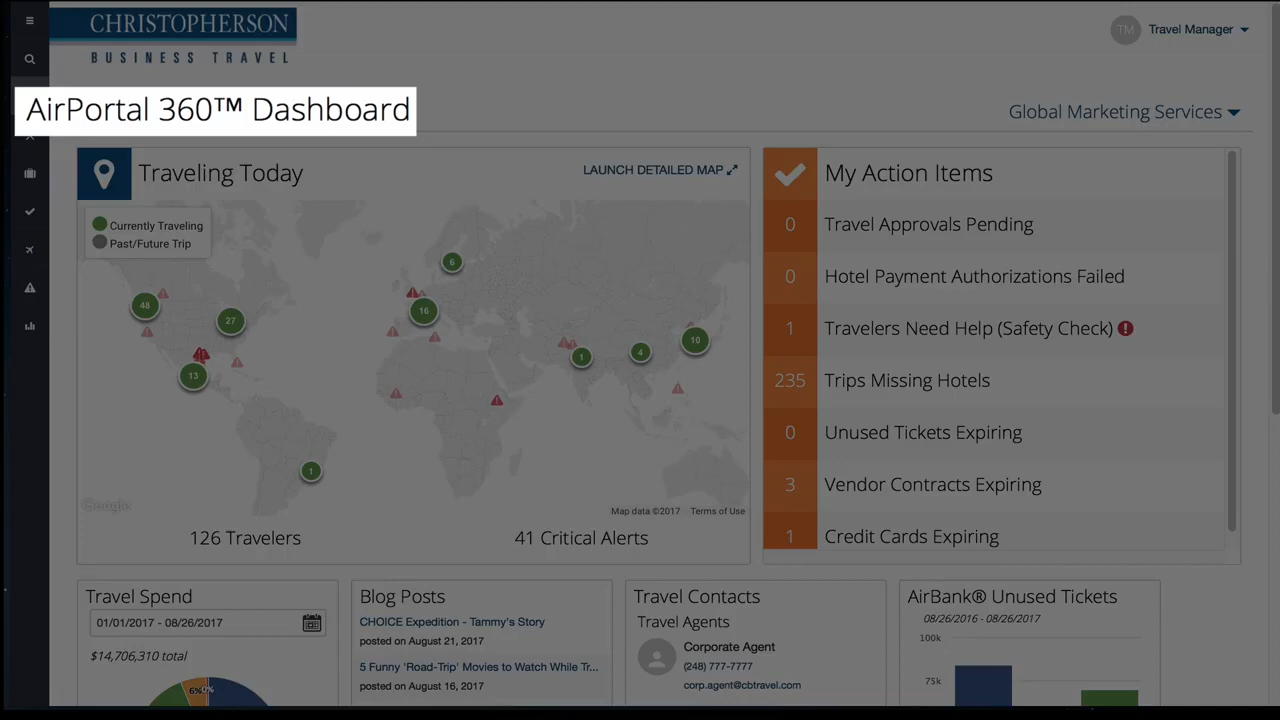 CHRISTOPHERSON
BUSINESS TRAVEL
TM
Travel Manager
AirPortal 360™ Dashboard
Global Marketing Services
Traveling Today
LAUNCH DETAILED MAP
Currently Traveling
Past/Future Trip
6
48
16
27
10
4
1
13
1
Google
Map data ©2017 Terms of Use
126 Travelers
41 Critical Alerts
My Action Items
0 Travel Approvals Pending
0 Hotel Payment Authorizations Failed
1 Travelers Need Help (Safety Check)
235 Trips Missing Hotels
0 Unused Tickets Expiring
3 Vendor Contracts Expiring
1 Credit Cards Expiring
Travel Spend
01/01/2017 - 08/26/2017
$14,706,310 total
6%
0%
Blog Posts
CHOICE Expedition - Tammy's Story
posted on August 21, 2017
5 Funny 'Road-Trip' Movies to Watch While Tr...
posted on August 16, 2017
Travel Contacts
Travel Agents
Corporate Agent
(248) 777-7777
corp.agent@cbtravel.com
AirBank® Unused Tickets
08/26/2016 - 08/26/2017
100k
75k